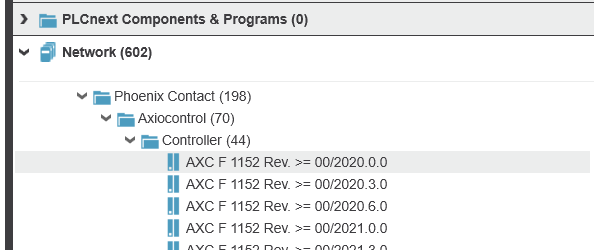 PLCnext Components & Programs (0)
Network (602)
Phoenix Contact (198)
Axiocontrol (70)
Controller (44)
AXC F 1152 Rev. >= 00/2020.0.0
AXC F 1152 Rev. >= 00/2020.3.0
AXC F 1152 Rev. >= 00/2020.6.0
AXC F 1152 Rev. >= 00/2021.0.0
AXC F 1152 Rev. >= 00/2021.3.0